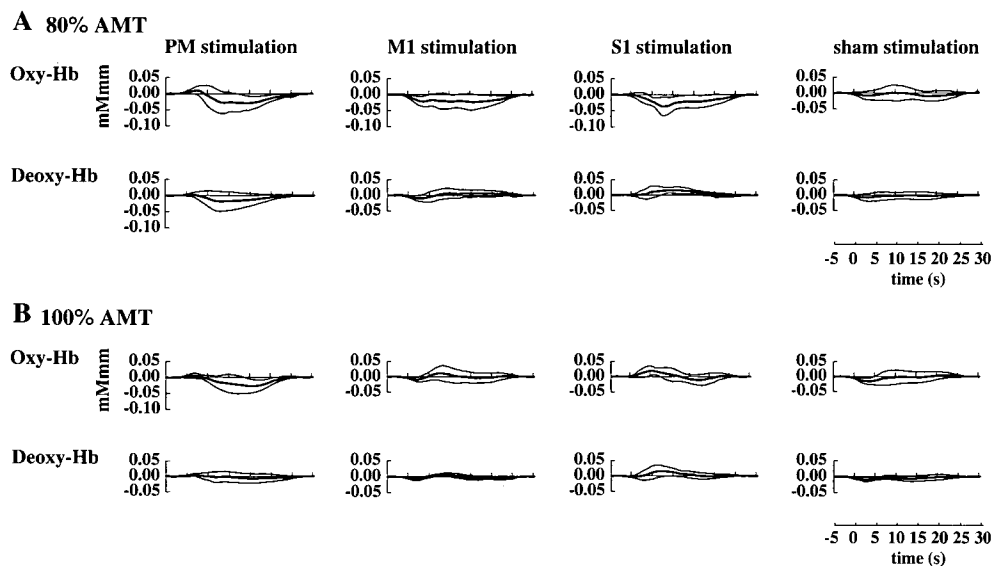 A 80% AMT
PM stimulation M1 stimulation S1 stimulation sham stimulation
Oxy-Hb
mMmm
0.05 0.05 0.05 0.05
0.00 0.00 0.00 0.00
-0.05 -0.05 -0.05 -0.05
-0.10 -0.10 -0.10
Deoxy-Hb
0.05 0.05 0.05 0.05
0.00 0.00 0.00 0.00
-0.05 -0.05 -0.05 -0.05
-0.10
-5 0 5 10 15 20 25 30
time (s)
B 100% AMT
Oxy-Hb
mMmm
0.05 0.05 0.05 0.05
0.00 0.00 0.00 0.00
-0.05 -0.05 -0.05 -0.05
-0.10
Deoxy-Hb
0.05 0.05 0.05 0.05
0.00 0.00 0.00 0.00
-0.05 -0.05 -0.05 -0.05
-5 0 5 10 15 20 25 30
time (s)